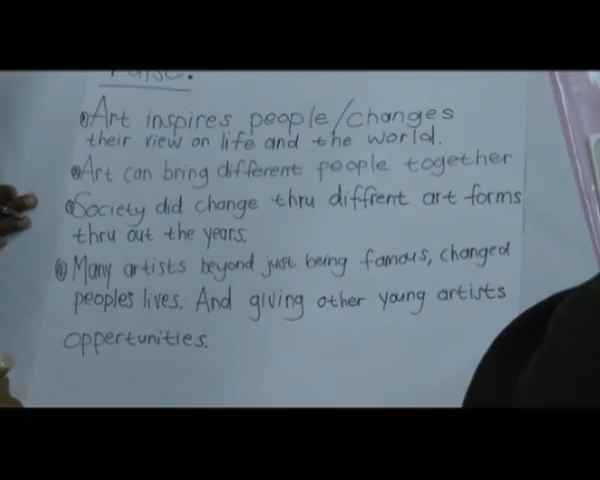 False.
Art inspires people/changes
their view on life and the world.
Art can bring different people together
Society did change thru diffrent art forms
thru out the years.
Many artists beyond just being famous, changed
peoples lives. And giving other young artists
oppertunities.